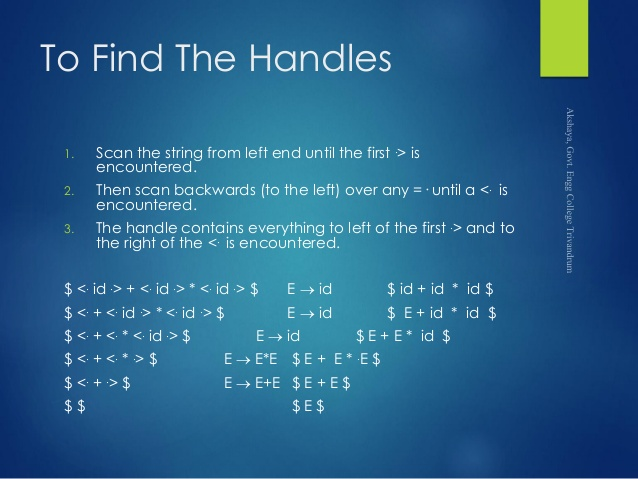 To Find The Handles
1. Scan the string from left end until the first ·> is
encountered.
2. Then scan backwards (to the left) over any = · until a <· is
encountered.
3. The handle contains everything to left of the first ·> and to
the right of the <· is encountered.
$ <· id ·> + <· id ·> * <· id ·> $ E → id $ id + id * id $
$ <· + <· id ·> * <· id ·> $ E → id $ E + id * id $
$ <· + <· * <· id ·> $ E → id $ E + E * id $
$ <· + <· * ·> $ E → E*E $ E + E * ·E $
$ <· + ·> $ E → E+E $ E + E $
$ $ $ E $
Akshaya, Govt. Engg College Trivandrum